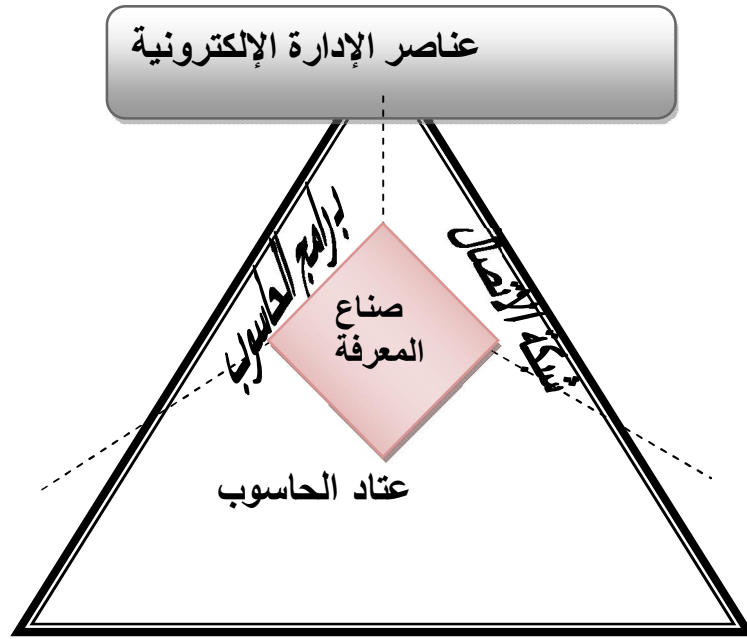 عناصر الإدارة الإلكترونية
برامج الحاسوب
شبكة الاتصال
صناع
المعرفة
عتاد الحاسوب